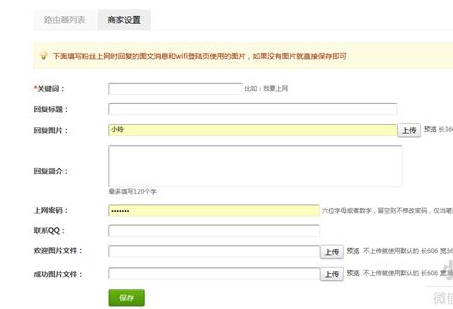 路由器列表 商家设置
下面填写粉丝上网时回复的图文消息和wifi登陆页使用的图片，如果没有图片就直接保存即可
*关键词： 比如：我要上网
回复标题：
回复图片： 小玲 上传 预览 长36
回复简介：
最多填写120个字
上网密码： ••••••• 六位字母或者数字，留空则不修改密码，仅当笔
联系QQ：
欢迎图片文件： 上传 预览 不上传就使用默认的 长606 宽36
成功图片文件： 上传 预览 不上传就使用默认的 长606 宽3
保存
微信